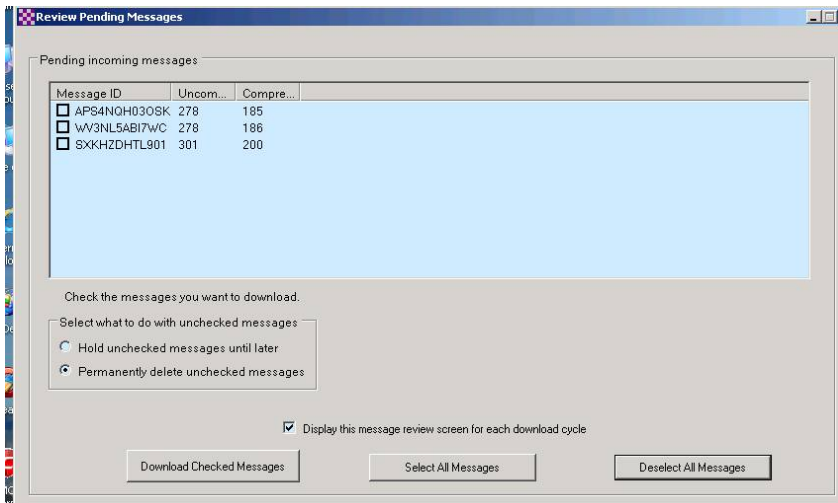 Review Pending Messages
Pending incoming messages
Message ID Uncom... Compre...
APS4NQH03OSK 278 185
WV3NL5ABI7WC 278 186
SXKHZDHTL901 301 200
Check the messages you want to download.
Select what to do with unchecked messages
Hold unchecked messages until later
Permanently delete unchecked messages
Display this message review screen for each download cycle
Download Checked Messages Select All Messages Deselect All Messages